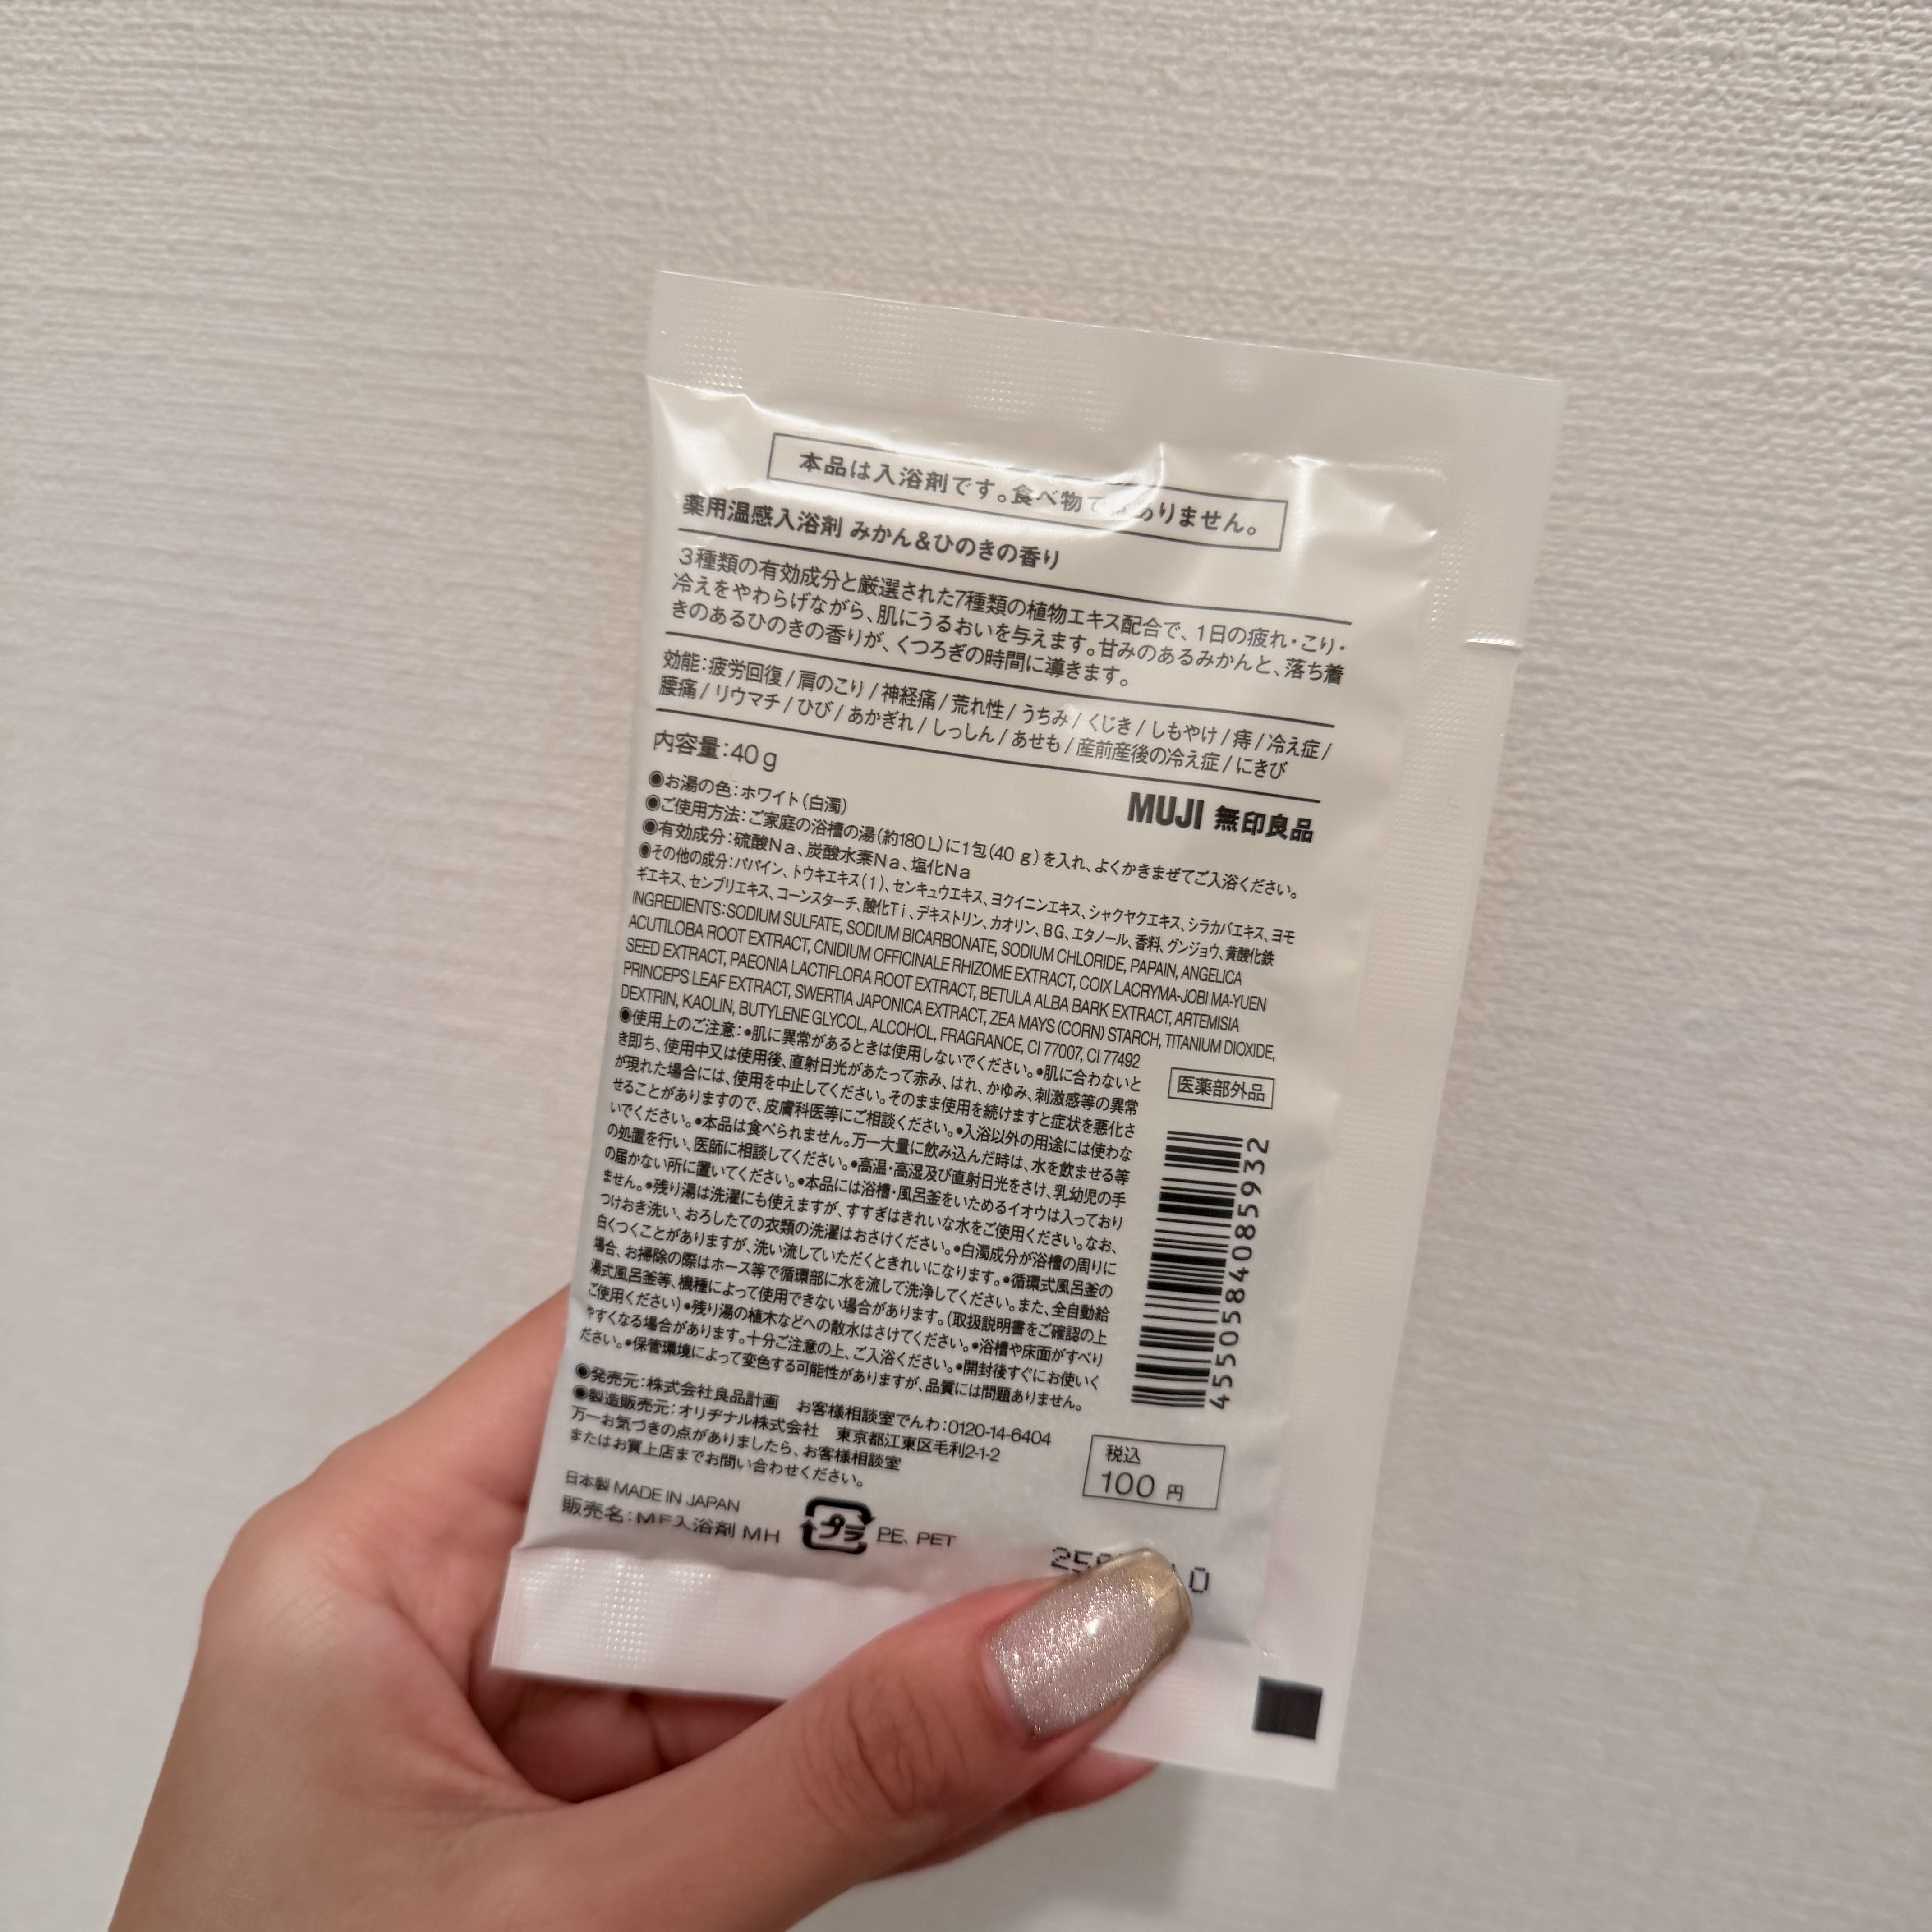 本品は入浴剤です。食べ物ではありません。
薬用温感入浴剤 みかん&ひのきの香り
3種類の有効成分と厳選された7種類の植物エキス配合で、1日の疲れ・こり・
冷えをやわらげながら、肌にうるおいを与えます。甘みのあるみかんと、落ち着
きのあるひのきの香りが、くつろぎの時間に導きます。
効能:疲労回復/肩のこり/神経痛/荒れ性/うちみ/くじき/しもやけ/痔/冷え症/
腰痛/リウマチ/ひび/あかぎれ/しっしん/あせも/産前産後の冷え症/にきび
内容量:40g
MUJI 無印良品
◉お湯の色:ホワイト(白濁)
◉ご使用方法:ご家庭の浴槽の湯(約180L)に1包(40g)を入れ、よくかきまぜてご入浴ください。
◉有効成分:硫酸Na、炭酸水素Na、塩化Na
◉その他の成分:パパイン、トウキエキス(1)、センキュウエキス、ヨクイニンエキス、シャクヤクエキス、シラカバエキス、ヨモ
ギエキス、センブリエキス、コーンスターチ、酸化Ti、デキストリン、カオリン、BG、エタノール、香料、グンジョウ、黄酸化鉄
INGREDIENTS:SODIUM SULFATE, SODIUM BICARBONATE, SODIUM CHLORIDE, PAPAIN, ANGELICA
ACUTILOBA ROOT EXTRACT, CNIDIUM OFFICINALE RHIZOME EXTRACT, COIX LACRYMA-JOBI MA-YUEN
SEED EXTRACT, PAEONIA LACTIFLORA ROOT EXTRACT, BETULA ALBA BARK EXTRACT, ARTEMISIA
PRINCEPS LEAF EXTRACT, SWERTIA JAPONICA EXTRACT, ZEA MAYS (CORN) STARCH, TITANIUM DIOXIDE,
DEXTRIN, KAOLIN, BUTYLENE GLYCOL, ALCOHOL, FRAGRANCE, CI 77007, CI 77492
◉使用上のご注意:●肌に異常があるときは使用しないでください。●肌に合わないと
き即ち、使用中又は使用後、直射日光があたって赤み、はれ、かゆみ、刺激感等の異常
が現れた場合には、使用を中止してください。そのまま使用を続けますと症状を悪化さ
せることがありますので、皮膚科医等にご相談ください。●入浴以外の用途には使わな
いでください。●本品は食べられません。万一大量に飲み込んだ時は、水を飲ませる等
の処置を行い、医師に相談してください。●高温・高湿及び直射日光をさけ、乳幼児の手
の届かない所に置いてください。●本品には浴槽・風呂釜をいためるイオウは入っており
ません。●残り湯は洗濯にも使えますが、すすぎはきれいな水をご使用ください。なお、
つけおき洗い、おろしたての衣類の洗濯はおさけください。●白濁成分が浴槽の周りに
白くつくことがありますが、洗い流していただくときれいになります。●循環式風呂釜の
場合、お掃除の際はホース等で循環部に水を流して洗浄してください。また、全自動給
湯式風呂釜等、機種によって使用できない場合があります。(取扱説明書をご確認の上
ご使用ください)●残り湯の植木などへの散水はさけてください。●浴槽や床面がすべり
やすくなる場合があります。十分ご注意の上、ご入浴ください。●開封後すぐにお使いく
ださい。●保管環境によって変色する可能性がありますが、品質には問題ありません。
医薬部外品
4550584085932
◉発売元:株式会社良品計画 お客様相談室でんわ:0120-14-6404
◉製造販売元:オリヂナル株式会社 東京都江東区毛利2-1-2
万一お気づきの点がありましたら、お客様相談室
またはお買上店までお問い合わせください。
税込
100円
日本製 MADE IN JAPAN
販売名:MF入浴剤 MH
プラ PE、PET